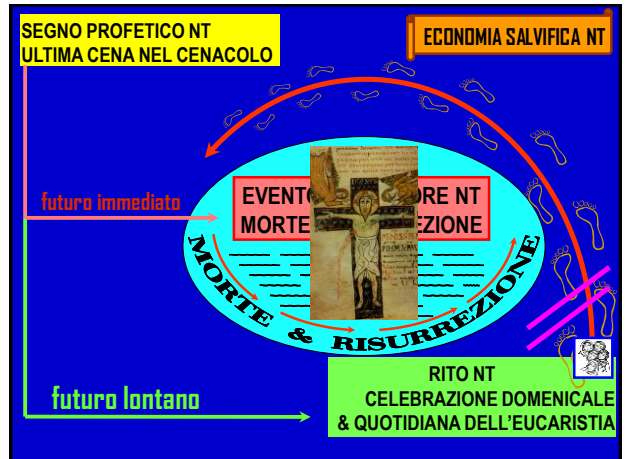 SEGNO PROFETICO NT
ULTIMA CENA NEL CENACOLO
ECONOMIA SALVIFICA NT
futuro immediato
EVENTO ORE NT
MORTE EZIONE
MORTE & RISURREZIONE
futuro lontano
RITO NT
CELEBRAZIONE DOMENICALE
& QUOTIDIANA DELL'EUCARISTIA